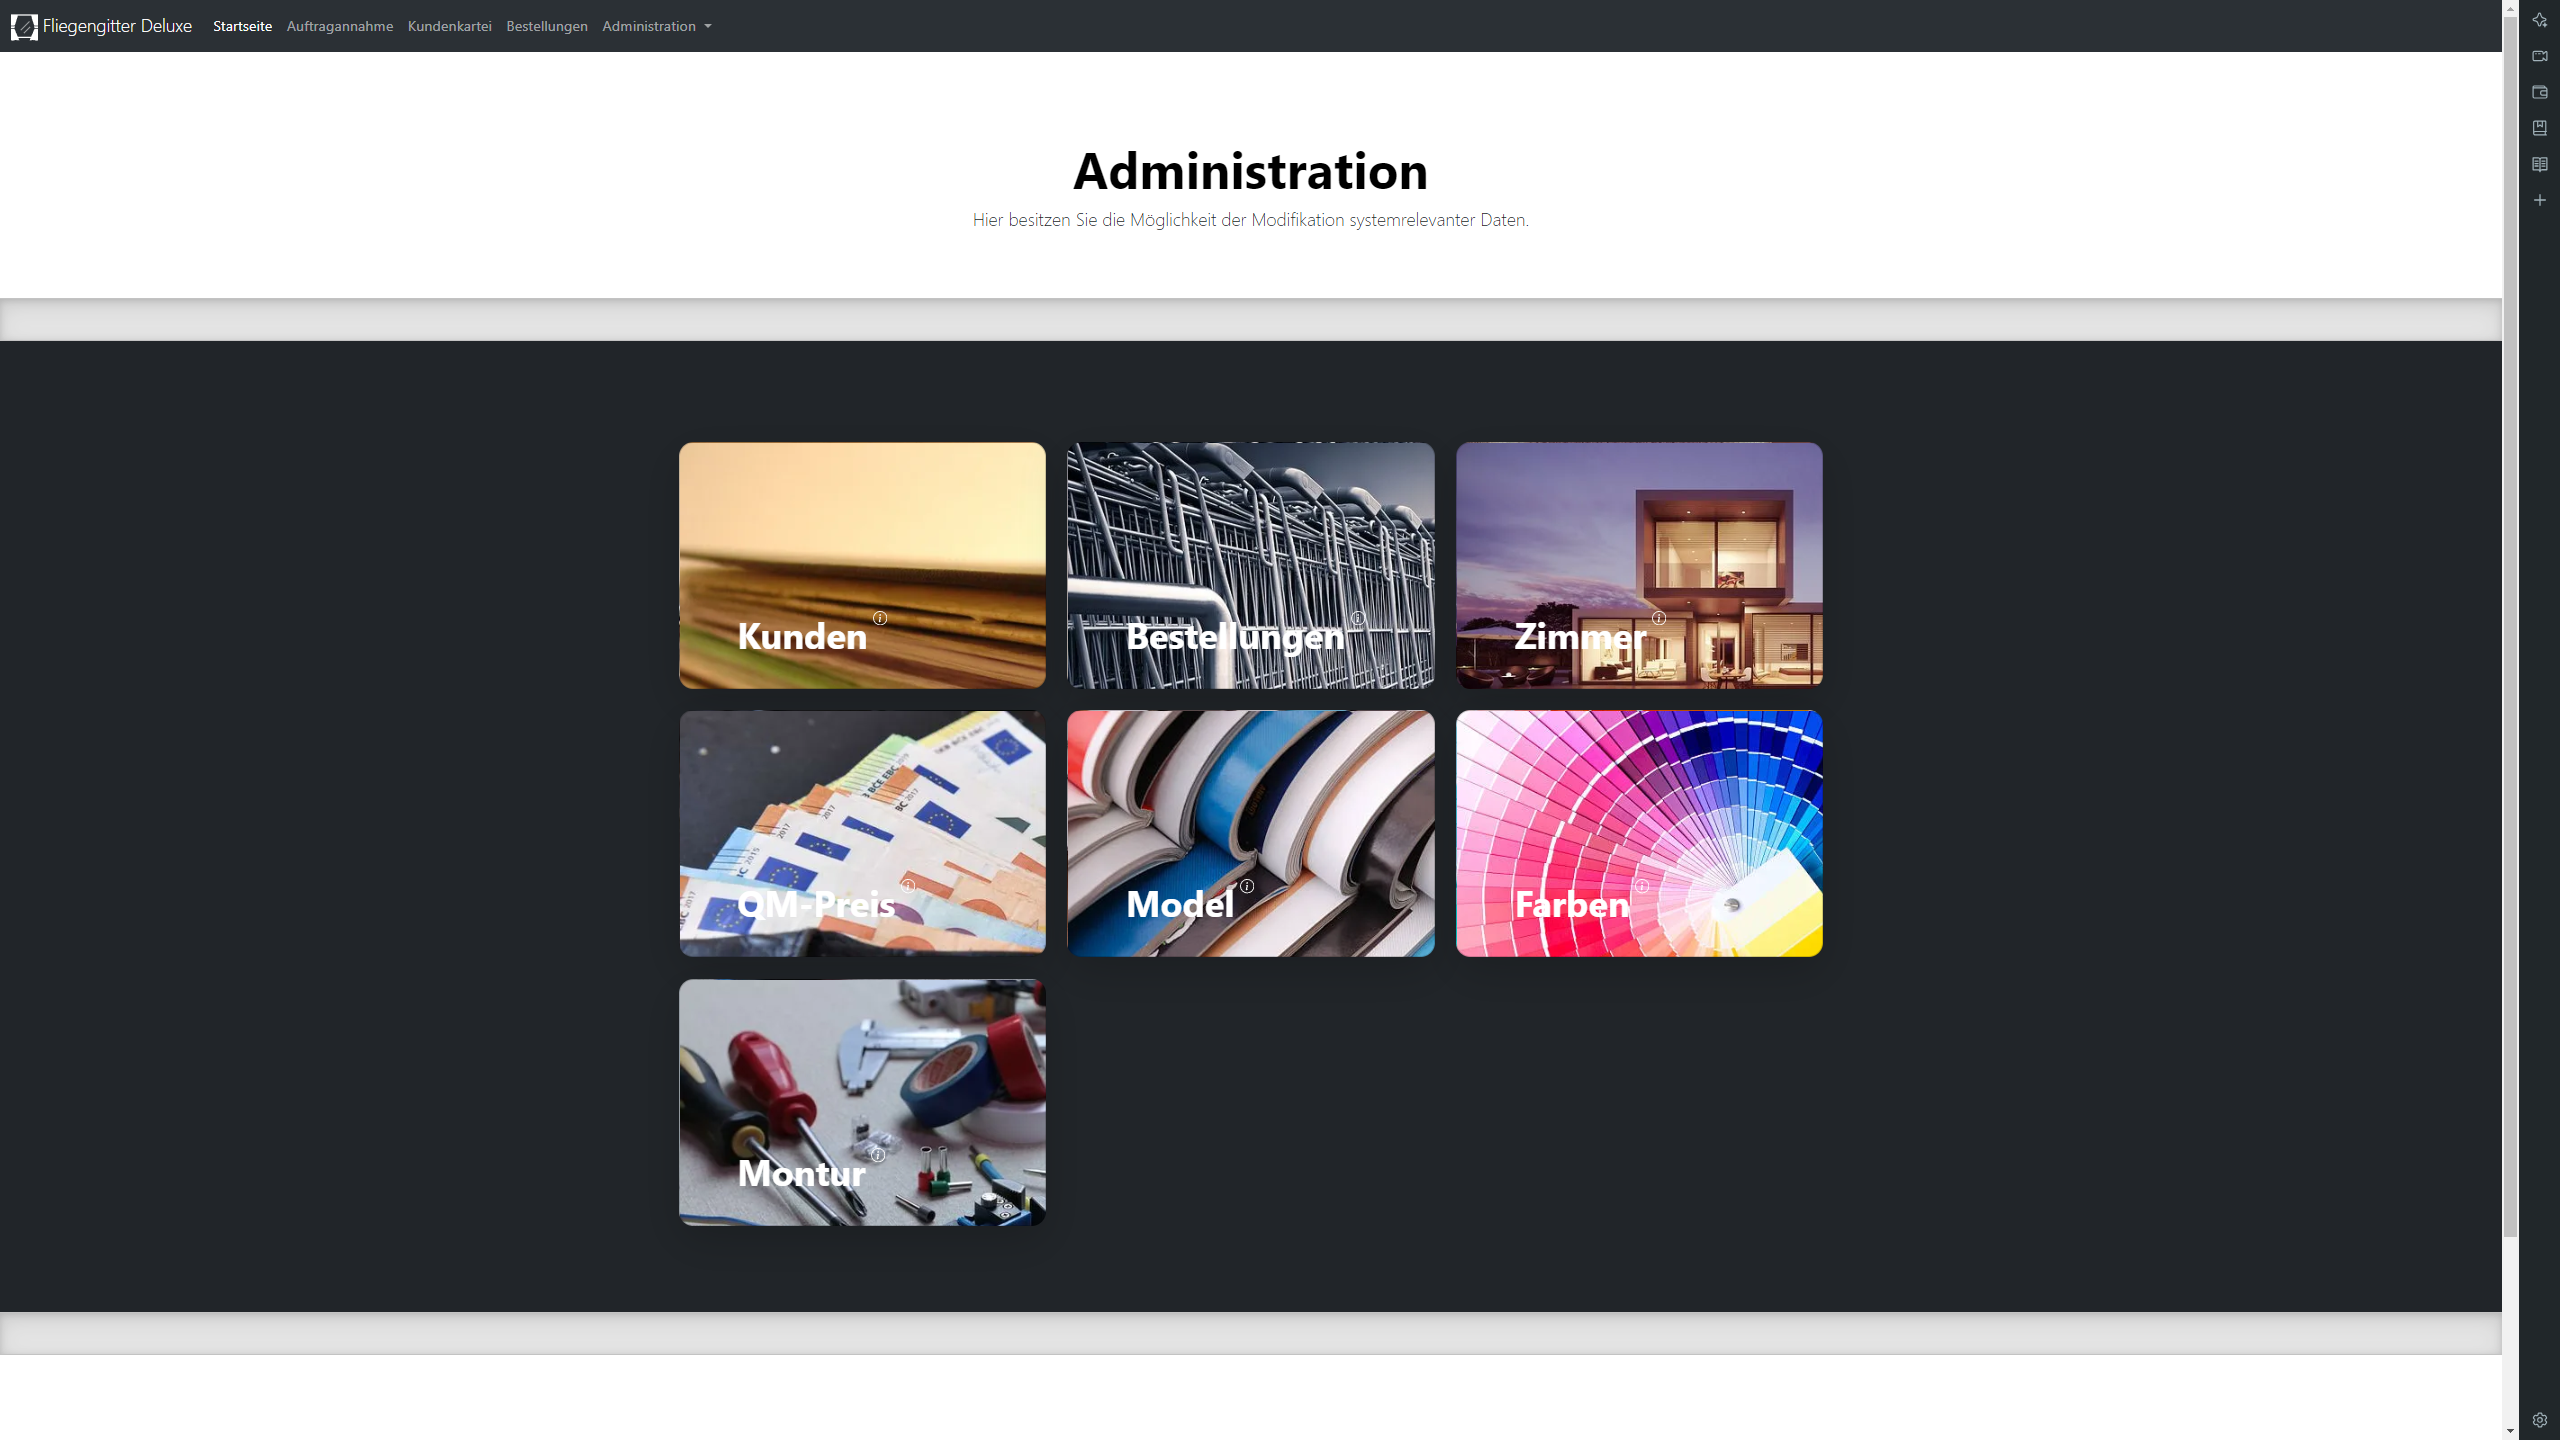 Fliegengitter Deluxe Startseite Auftragannahme Kundenkartei Bestellungen Administration
Administration
Hier besitzen Sie die Möglichkeit der Modifikation systemrelevanter Daten.
Kunden
Bestellungen
Zimmer
QM-Preis
Model
Farben
Montur